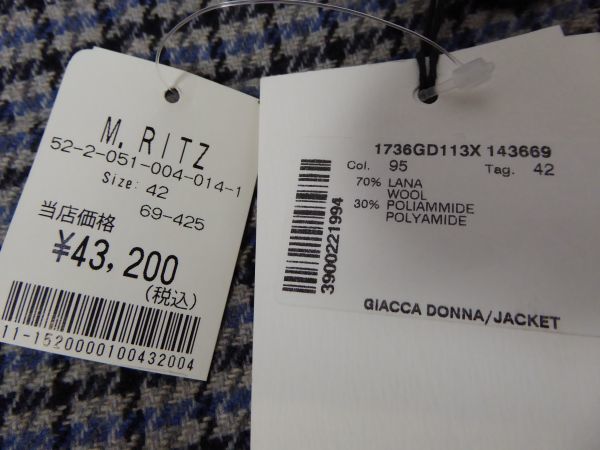 M. RITZ
52-2-051-004-014-1
Size: 42
69-425
当店価格
¥43,200
(税込)
11-1520000100432004
1736GD113X 143669
Col. 95 Tag. 42
70% LANA
WOOL
30% POLIAMMIDE
POLYAMIDE
3900221994
GIACCA DONNA/JACKET